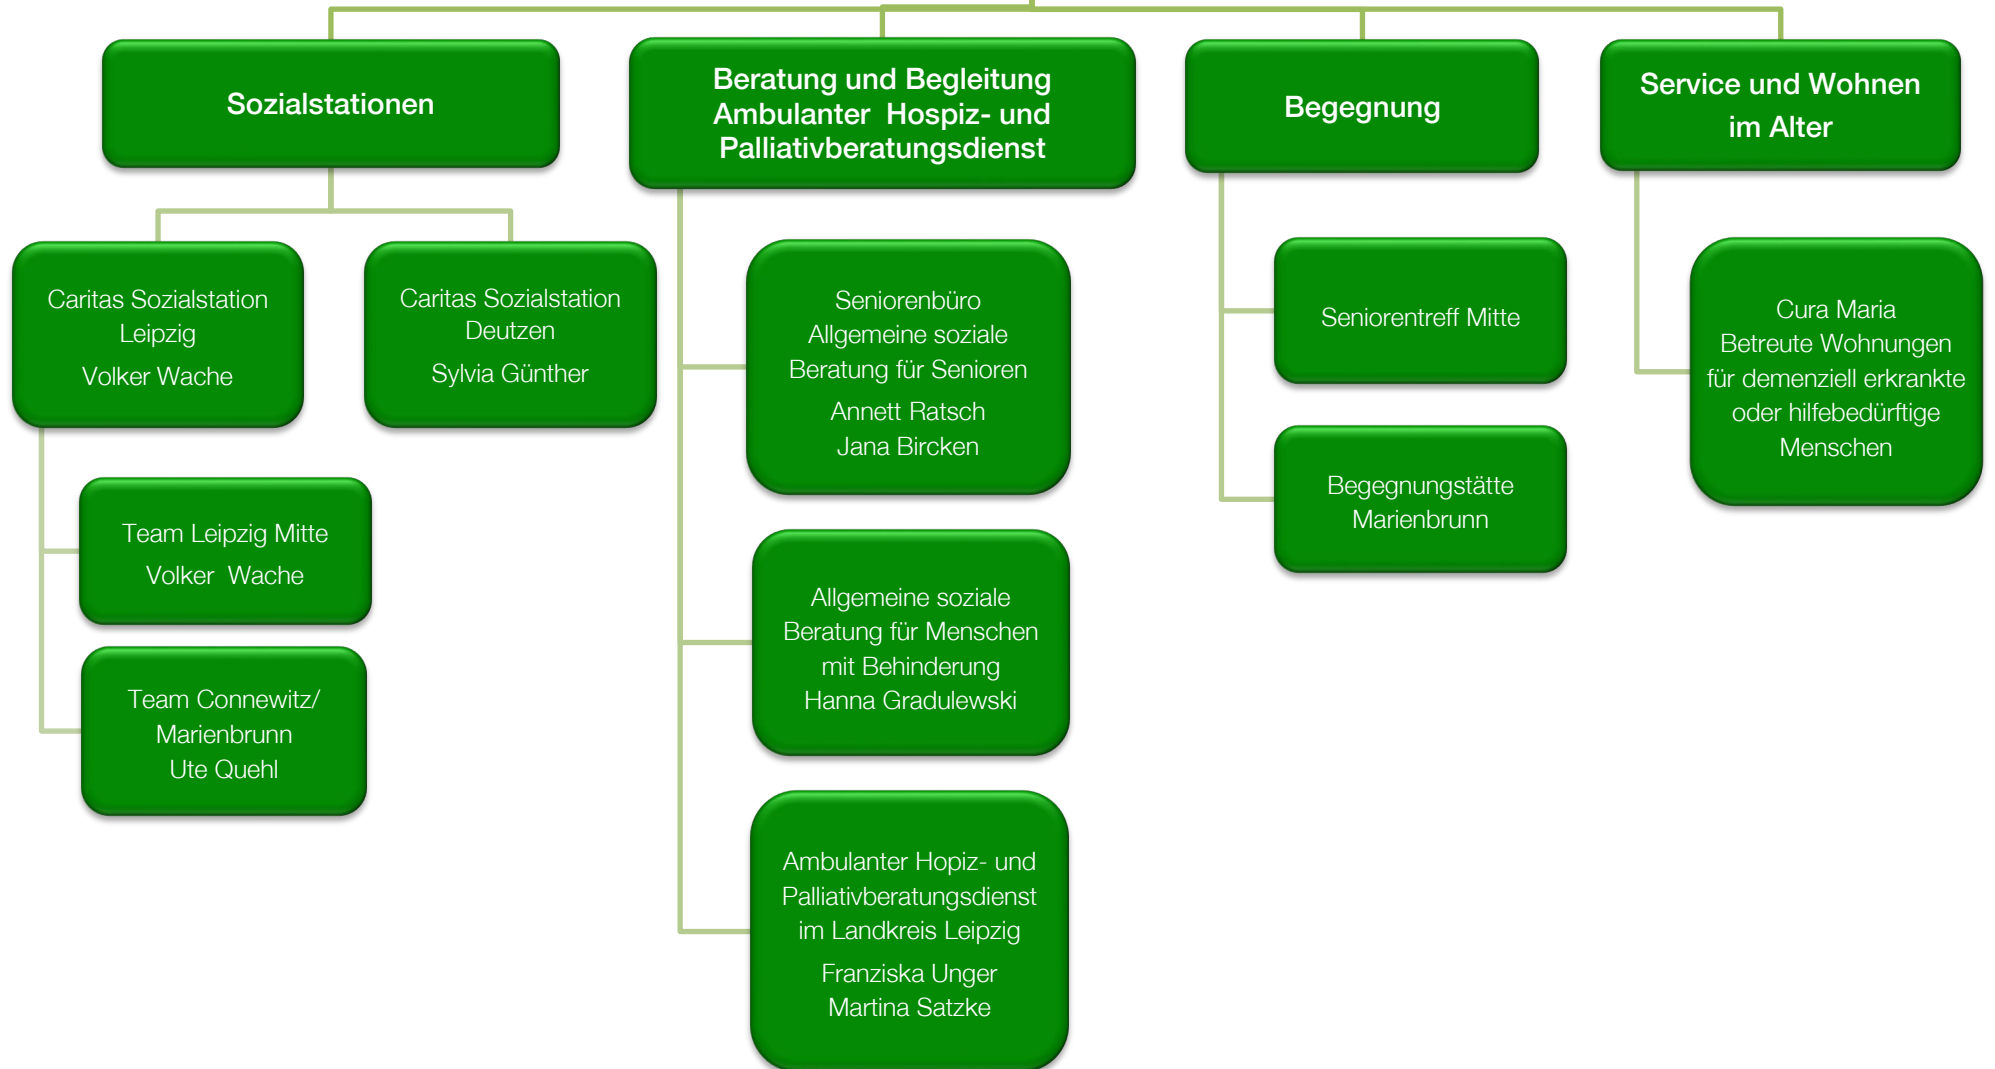 Sozialstationen
Beratung und Begleitung
Ambulanter Hospiz- und
Palliativberatungsdienst
Begegnung
Service und Wohnen
im Alter
Caritas Sozialstation
Leipzig
Volker Wache
Caritas Sozialstation
Deutzen
Sylvia Günther
Team Leipzig Mitte
Volker Wache
Team Connewitz/
Marienbrunn
Ute Quehl
Seniorenbüro
Allgemeine soziale
Beratung für Senioren
Annett Ratsch
Jana Bircken
Allgemeine soziale
Beratung für Menschen
mit Behinderung
Hanna Gradulewski
Ambulanter Hopiz- und
Palliativberatungsdienst
im Landkreis Leipzig
Franziska Unger
Martina Satzke
Seniorentreff Mitte
Begegnungstätte
Marienbrunn
Cura Maria
Betreute Wohnungen
für demenziell erkrankte
oder hilfebedürftige
Menschen